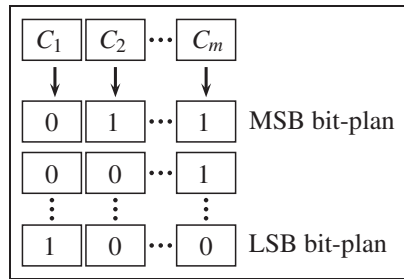 C1 C2 ··· Cm
0 1 ··· 1 MSB bit-plan
0 0 ··· 1
1 0 ··· 0 LSB bit-plan